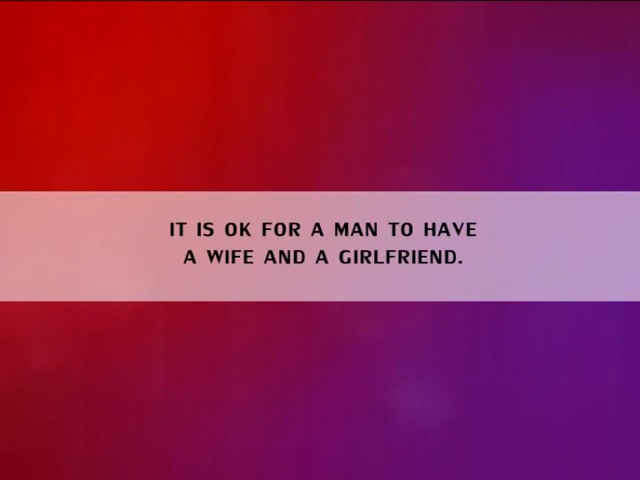 IT IS OK FOR A MAN TO HAVE
A WIFE AND A GIRLFRIEND.